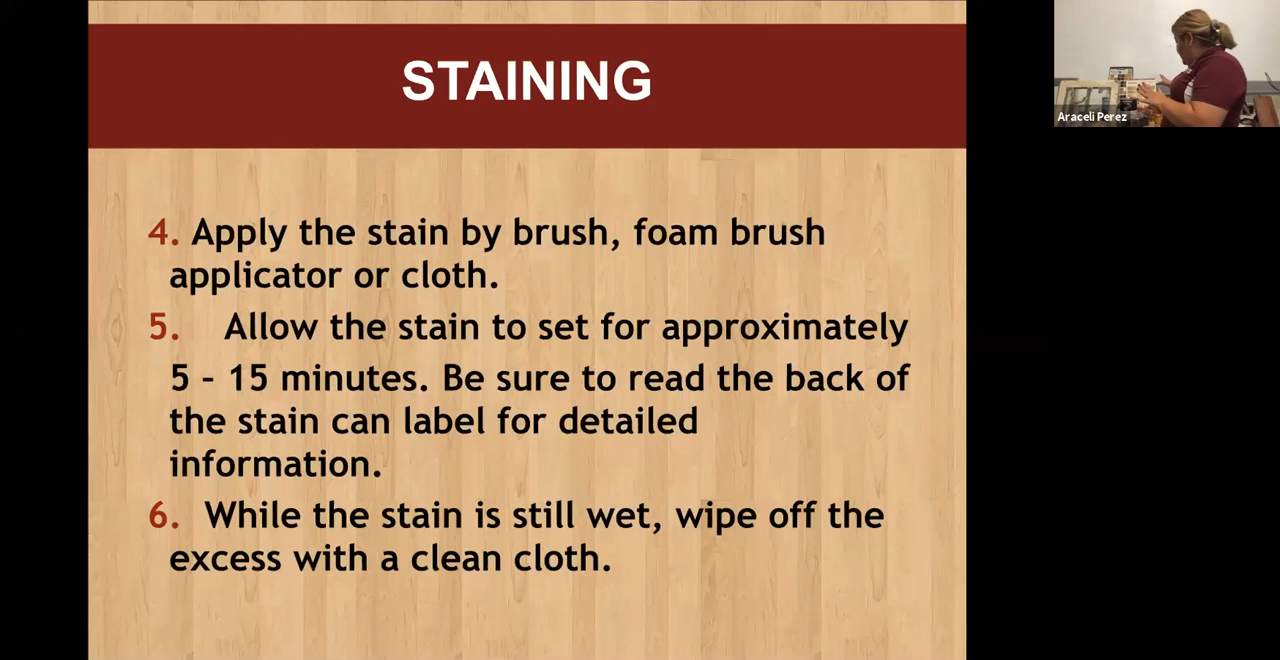 STAINING
Araceli Perez
4. Apply the stain by brush, foam brush
applicator or cloth.
5. Allow the stain to set for approximately
5 – 15 minutes. Be sure to read the back of
the stain can label for detailed
information.
6. While the stain is still wet, wipe off the
excess with a clean cloth.